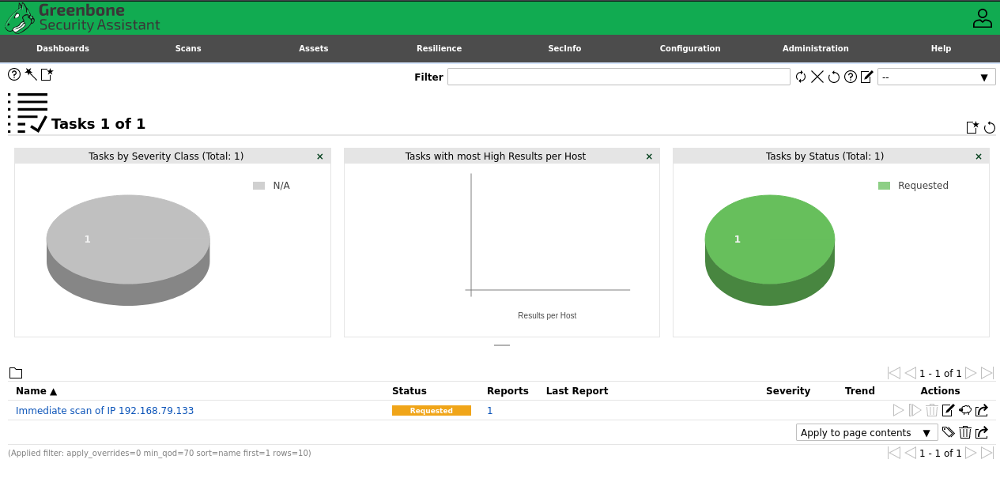 Greenbone
Security Assistant
Dashboards Scans Assets Resilience SecInfo Configuration Administration Help
Filter --
Tasks 1 of 1
Tasks by Severity Class (Total: 1) × Tasks with most High Results per Host × Tasks by Status (Total: 1) ×
N/A Requested
1 1
Results per Host
1 - 1 of 1
Name ▲ Status Reports Last Report Severity Trend Actions
Immediate scan of IP 192.168.79.133 Requested 1
Apply to page contents ▼
(Applied filter: apply_overrides=0 min_qod=70 sort=name first=1 rows=10) 1 - 1 of 1